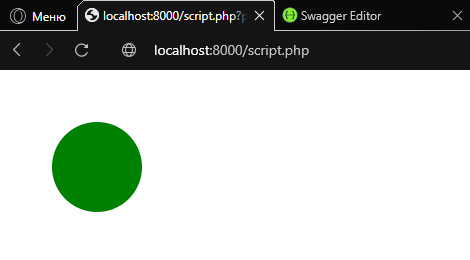 Меню
localhost:8000/script.php?p
Swagger Editor
localhost:8000/script.php